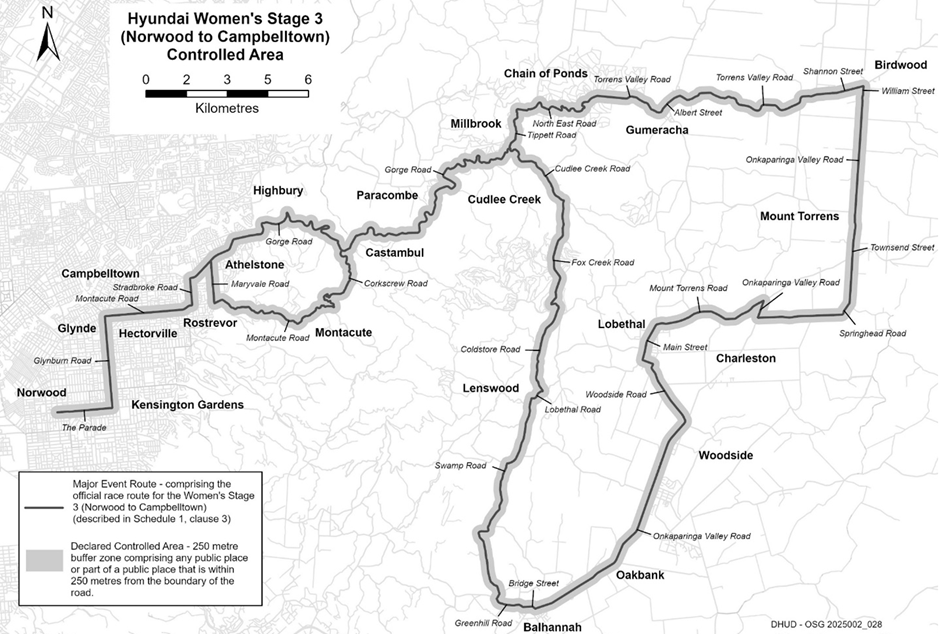 N
Hyundai Women's Stage 3
(Norwood to Campbelltown)
Controlled Area
0 2 3 5 6
Kilometres
Birdwood
Shannon Street
William Street
Chain of Ponds
Torrens Valley Road
Torrens Valley Road
North East Road
Albert Street
Millbrook
Tippett Road
Gumeracha
Onkaparinga Valley Road
Gorge Road
Cudlee Creek Road
Highbury
Paracombe
Cudlee Creek
Mount Torrens
Gorge Road
Castambul
Townsend Street
Athelstone
Fox Creek Road
Campbelltown
Stradbroke Road
Maryvale Road
Corkscrew Road
Mount Torrens Road
Onkaparinga Valley Road
Montacute Road
Rostrevor
Lobethal
Glynde
Hectorville
Montacute Road
Montacute
Springhead Road
Main Street
Coldstore Road
Charleston
Glynburn Road
Lenswood
Norwood
Kensington Gardens
Woodside Road
Lobethal Road
The Parade
Woodside
Swamp Road
Major Event Route - comprising the
official race route for the Women's Stage
3 (Norwood to Campbelltown)
(described in Schedule 1, clause 3)
Declared Controlled Area - 250 metre
buffer zone comprising any public place
or part of a public place that is within
250 metres from the boundary of the
road.
Onkaparinga Valley Road
Oakbank
Bridge Street
Greenhill Road
Balhannah
DHUD - OSG 2025002_028